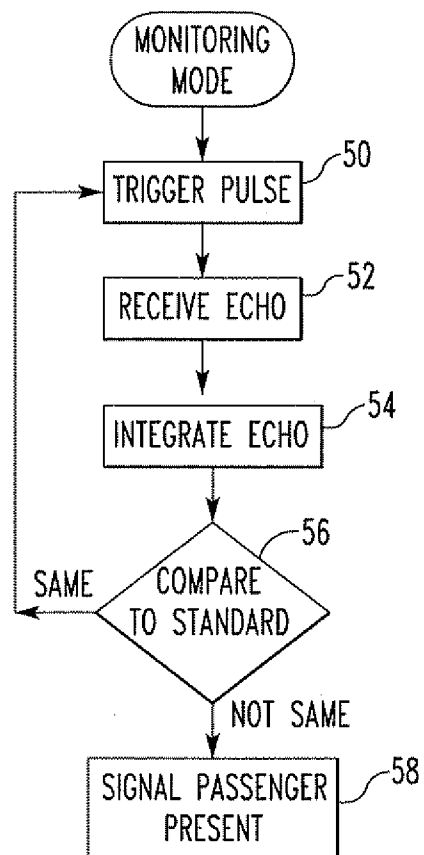 MONITORING
MODE
50
TRIGGER PULSE
52
RECEIVE ECHO
54
INTEGRATE ECHO
56
SAME
COMPARE
TO STANDARD
NOT SAME
58
SIGNAL PASSENGER
PRESENT